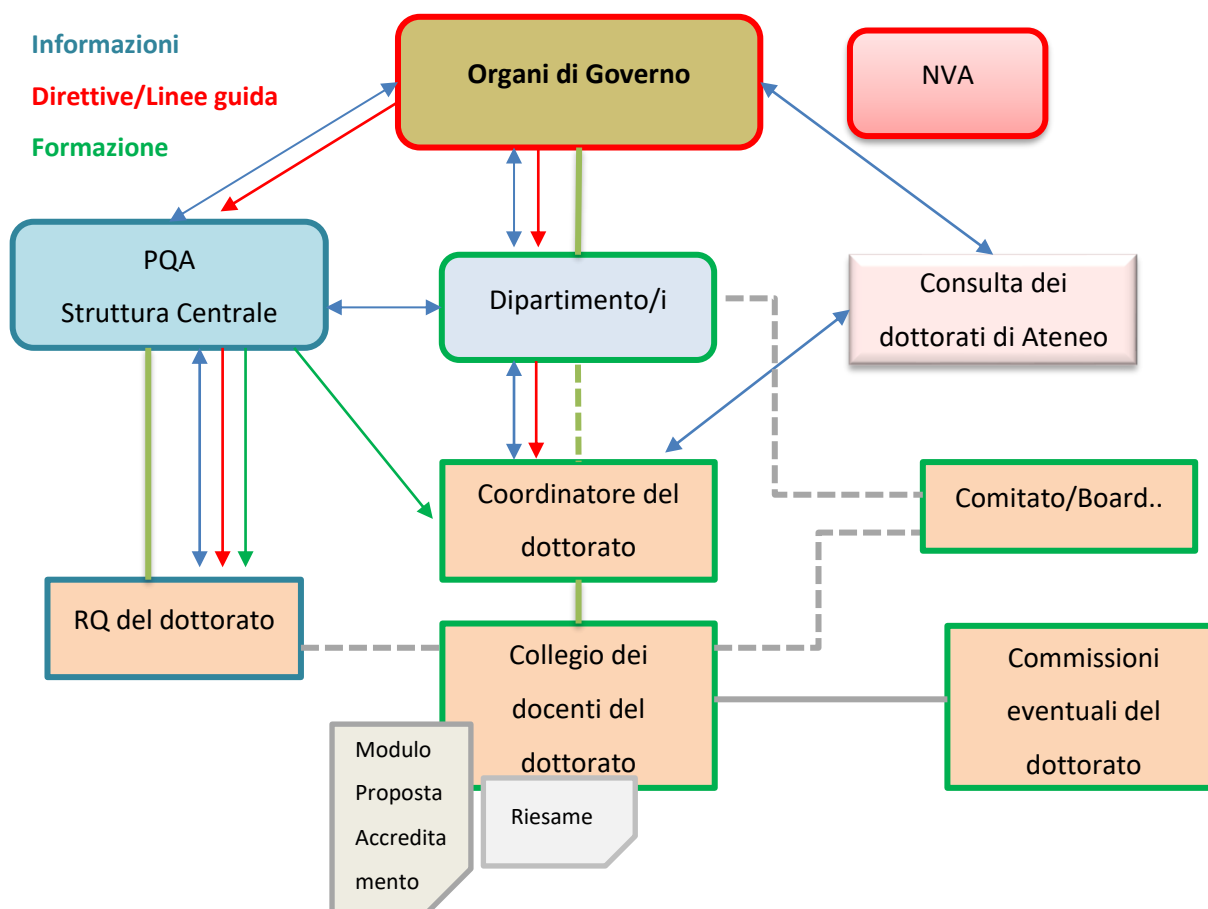 Informazioni
Direttive/Linee guida
Formazione
Organi di Governo
NVA
PQA
Struttura Centrale
Dipartimento/i
Consulta dei
dottorati di Ateneo
Coordinatore del
dottorato
Comitato/Board..
RQ del dottorato
Collegio dei
docenti del
dottorato
Commissioni
eventuali del
dottorato
Modulo
Proposta
Accredita
mento
Riesame